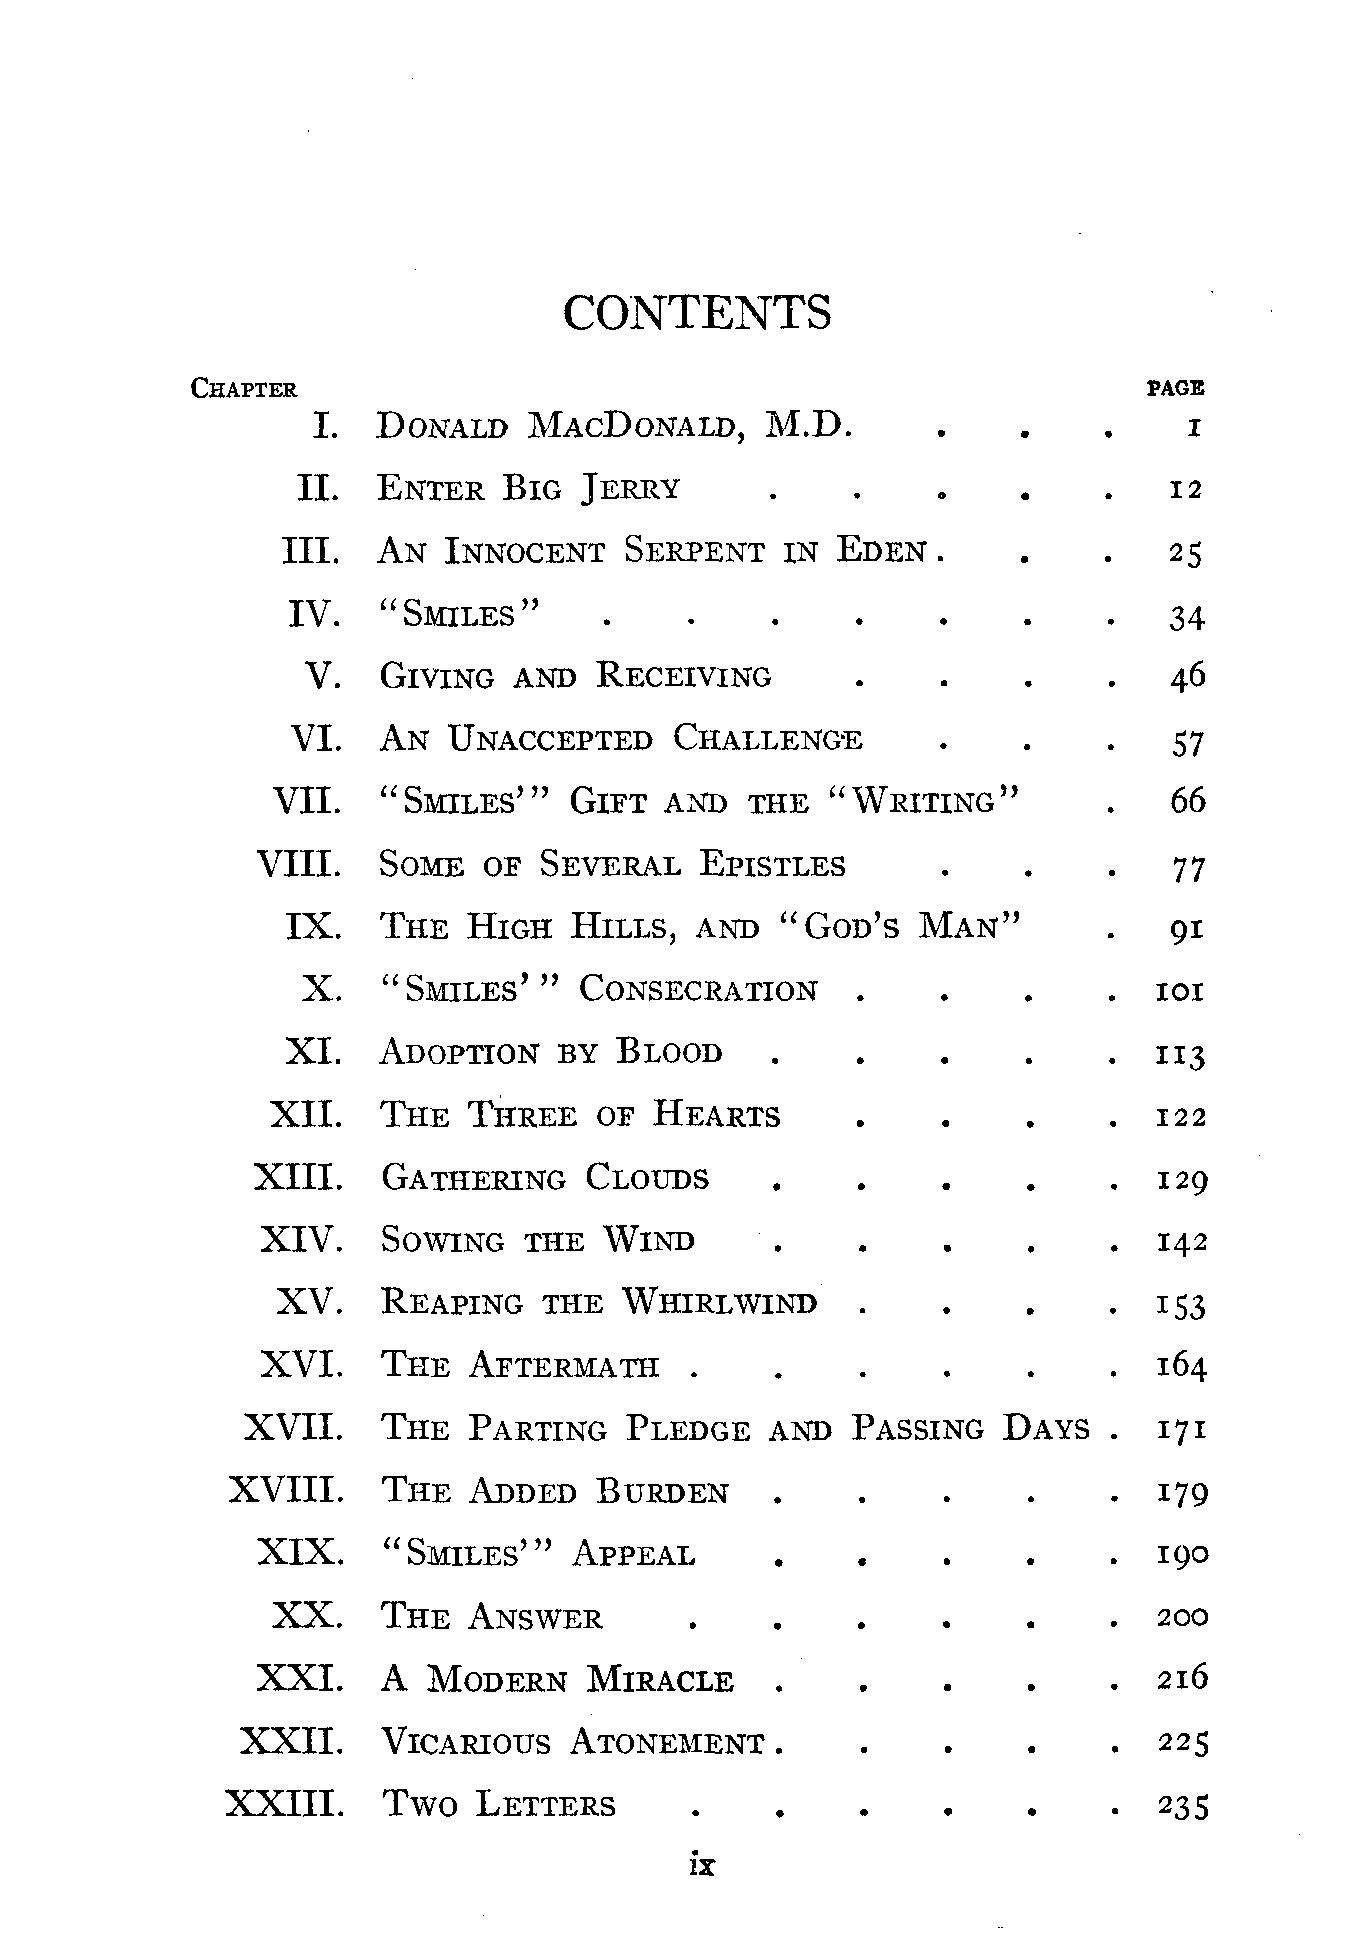 CONTENTS
CHAPTER PAGE
I. DONALD MACDONALD, M.D. . . . 1
II. ENTER BIG JERRY . . . . . 12
III. AN INNOCENT SERPENT IN EDEN . . . 25
IV. "SMILES" . . . . . . . 34
V. GIVING AND RECEIVING . . . . 46
VI. AN UNACCEPTED CHALLENGE . . . 57
VII. "SMILES'" GIFT AND THE "WRITING" . 66
VIII. SOME OF SEVERAL EPISTLES . . . 77
IX. THE HIGH HILLS, AND "GOD'S MAN" . 91
X. "SMILES'" CONSECRATION . . . . 101
XI. ADOPTION BY BLOOD . . . . . 113
XII. THE THREE OF HEARTS . . . . 122
XIII. GATHERING CLOUDS . . . . . 129
XIV. SOWING THE WIND . . . . . 142
XV. REAPING THE WHIRLWIND . . . . 153
XVI. THE AFTERMATH . . . . . . 164
XVII. THE PARTING PLEDGE AND PASSING DAYS . 171
XVIII. THE ADDED BURDEN . . . . . 179
XIX. "SMILES'" APPEAL . . . . . 190
XX. THE ANSWER . . . . . . 200
XXI. A MODERN MIRACLE . . . . . 216
XXII. VICARIOUS ATONEMENT . . . . . 225
XXIII. TWO LETTERS . . . . . . 235
ix